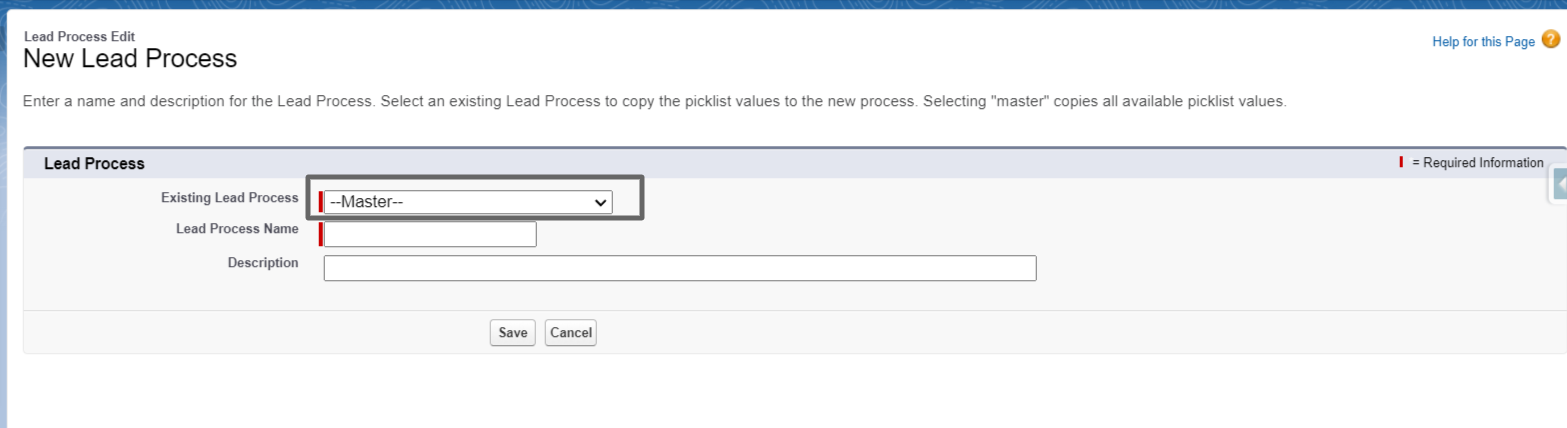 Lead Process Edit
New Lead Process
Help for this Page ?
Enter a name and description for the Lead Process. Select an existing Lead Process to copy the picklist values to the new process. Selecting "master" copies all available picklist values.
Lead Process
= Required Information
Existing Lead Process --Master--
Lead Process Name
Description
Save Cancel